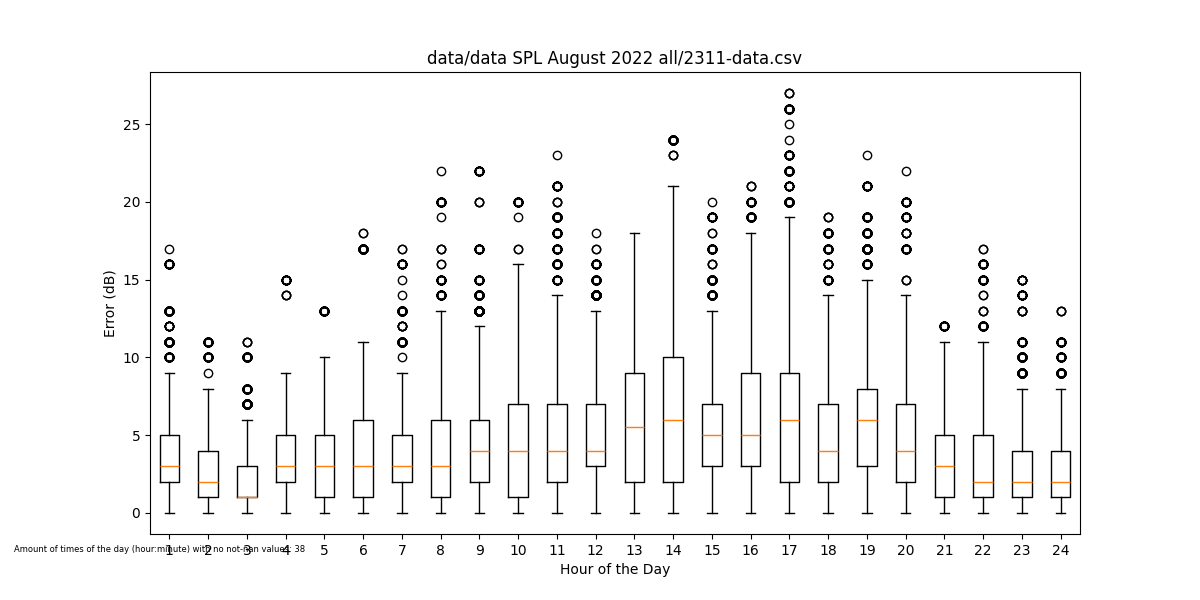 data/data SPL August 2022 all/2311-data.csv
25
20
15
10
5
0
Error (dB)
1 2 3 4 5 6 7 8 9 10 11 12 13 14 15 16 17 18 19 20 21 22 23 24
Amount of times of the day (hour:minute) with no not-nan values: 38
Hour of the Day